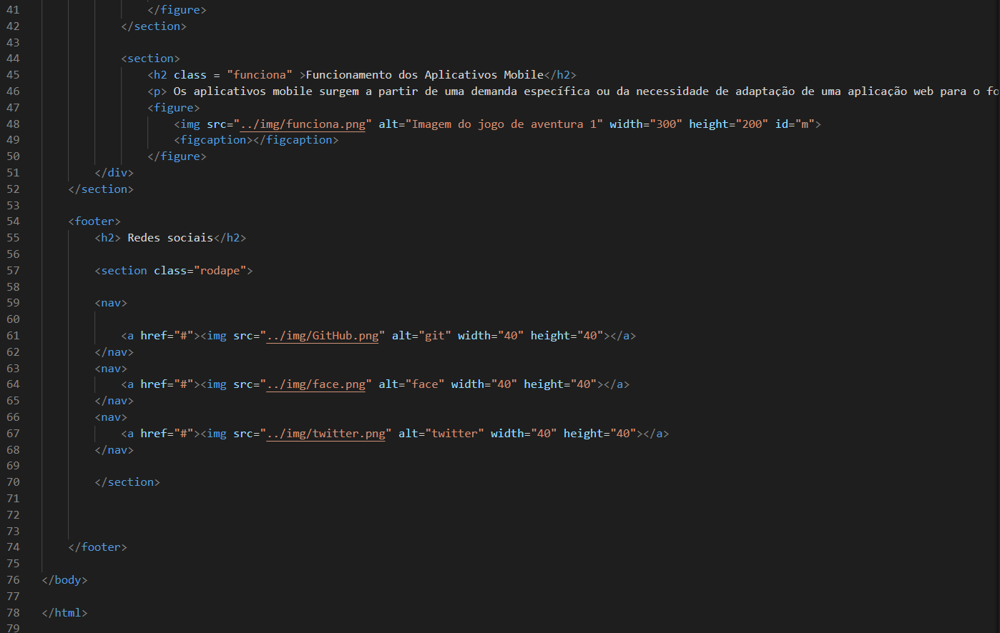 41 </figure>
42 </section>
43
44 <section>
45 <h2 class = "funciona" >Funcionamento dos Aplicativos Mobile</h2>
46 <p> Os aplicativos mobile surgem a partir de uma demanda específica ou da necessidade de adaptação de uma aplicação web para o fo
47 <figure>
48 <img src="../img/funciona.png" alt="Imagem do jogo de aventura 1" width="300" height="200" id="m">
49 <figcaption></figcaption>
50 </figure>
51 </div>
52 </section>
53
54 <footer>
55 <h2> Redes sociais</h2>
56
57 <section class="rodape">
58
59 <nav>
60
61 <a href="#"><img src="../img/GitHub.png" alt="git" width="40" height="40"></a>
62 </nav>
63 <nav>
64 <a href="#"><img src="../img/face.png" alt="face" width="40" height="40"></a>
65 </nav>
66 <nav>
67 <a href="#"><img src="../img/twitter.png" alt="twitter" width="40" height="40"></a>
68 </nav>
69
70 </section>
71
72
73
74 </footer>
75
76 </body>
77
78 </html>
79